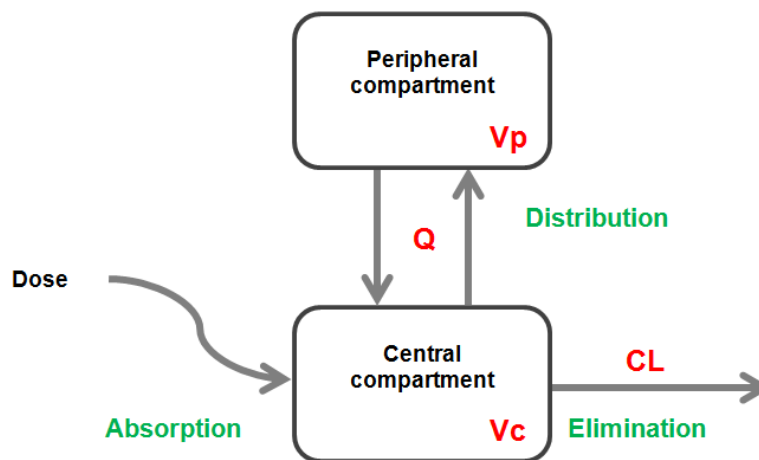 Peripheral
compartment
Vp
Q
Distribution
Dose
Central
compartment
CL
Absorption
Vc
Elimination